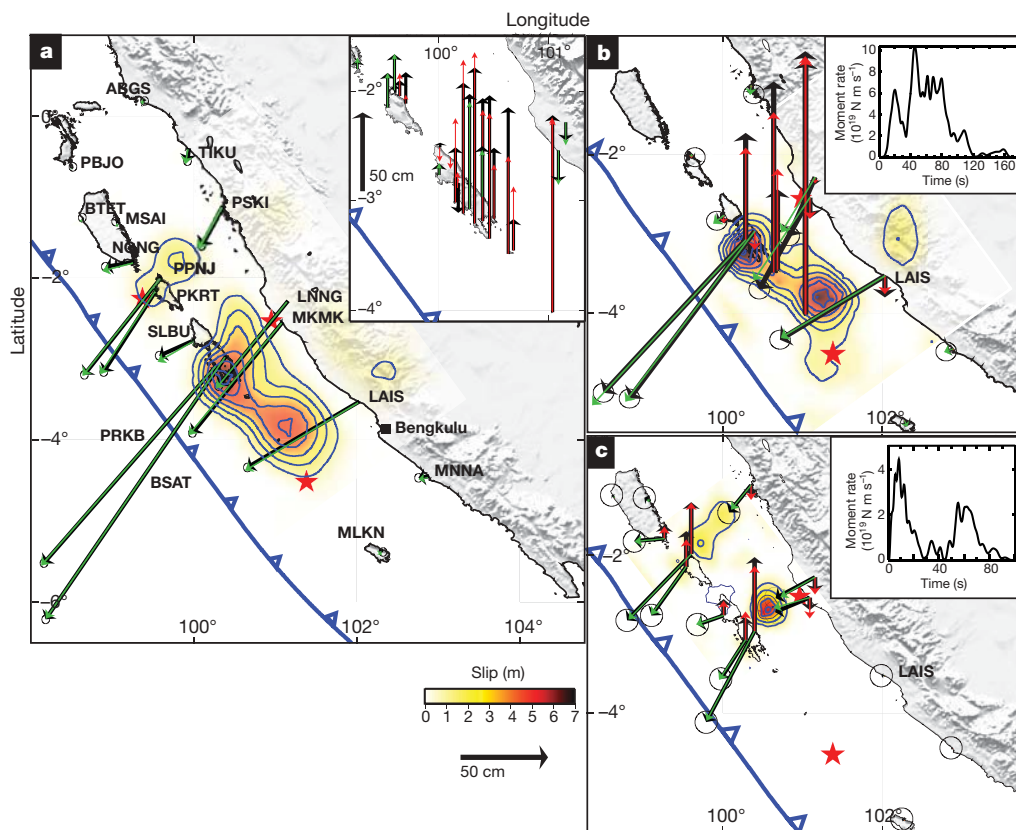 Longitude
a
100°
101°
ABGS
0°
TIKU
PBJO
PSKI
BTET
MSAI
NGNG
PPNJ
−2°
PKRT
LNNG
MKMK
SLBU
LAIS
PRKB
Bengkulu
−4°
BSAT
MNNA
MLKN
−6°
100°
102°
104°
Latitude
−2°
50 cm
−3°
−4°
Slip (m)
0 1 2 3 4 5 6 7
50 cm
b
−2°
LAIS
−4°
100°
102°
Moment rate
(10¹⁹ N m s⁻¹)
10
8
6
4
2
0
0 40 80 120 160
Time (s)
c
−2°
LAIS
−4°
100°
102°
Moment rate
(10¹⁹ N m s⁻¹)
4
2
0
0 20 40 60 80
Time (s)